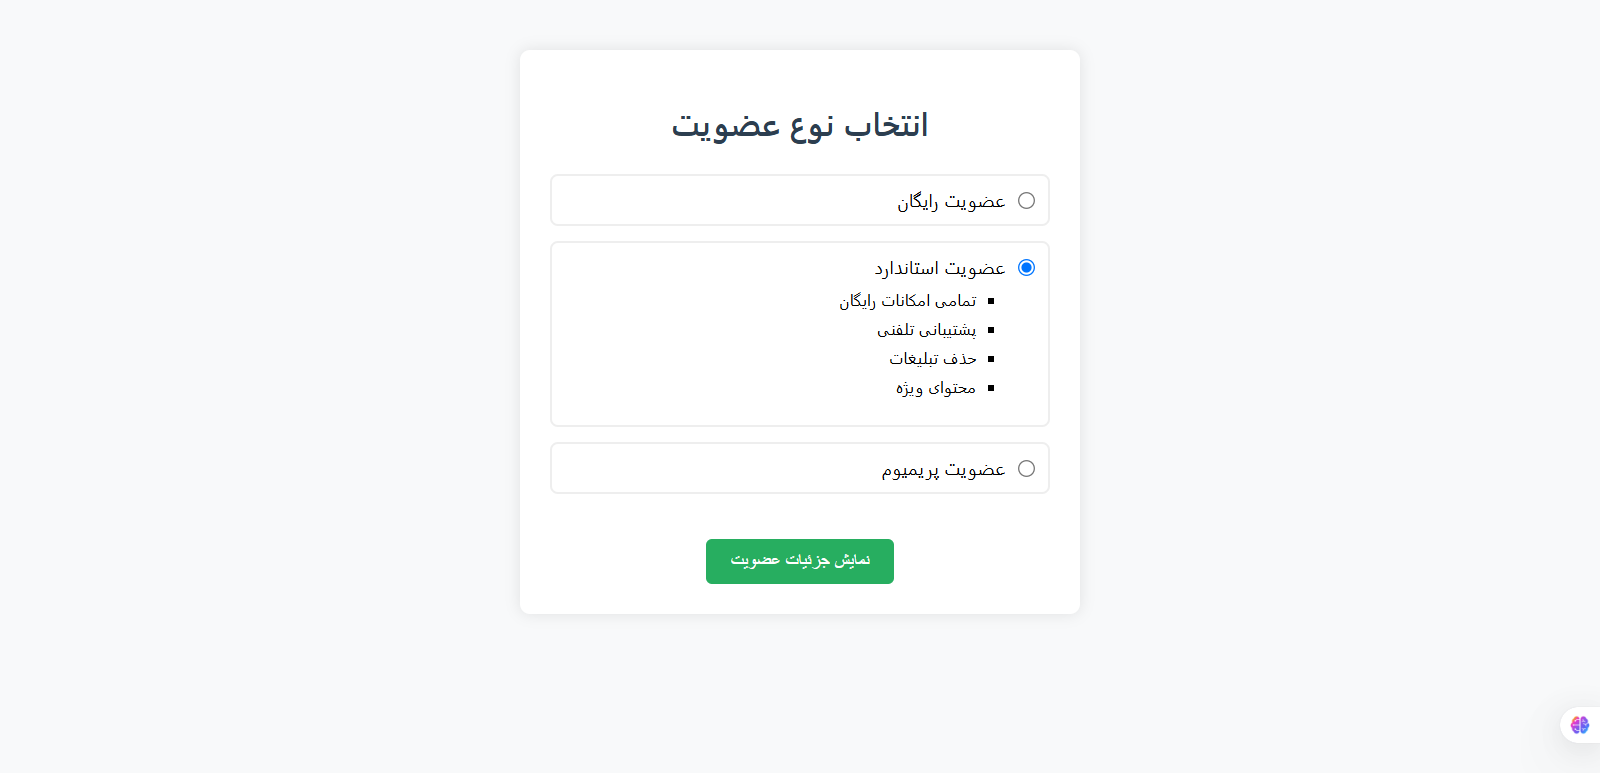 انتخاب نوع عضویت
عضویت رایگان
عضویت استاندارد
تمامی امکانات رایگان
پشتیبانی تلفنی
حذف تبلیغات
محتوای ویژه
عضویت پریمیوم
نمایش جزئیات عضویت